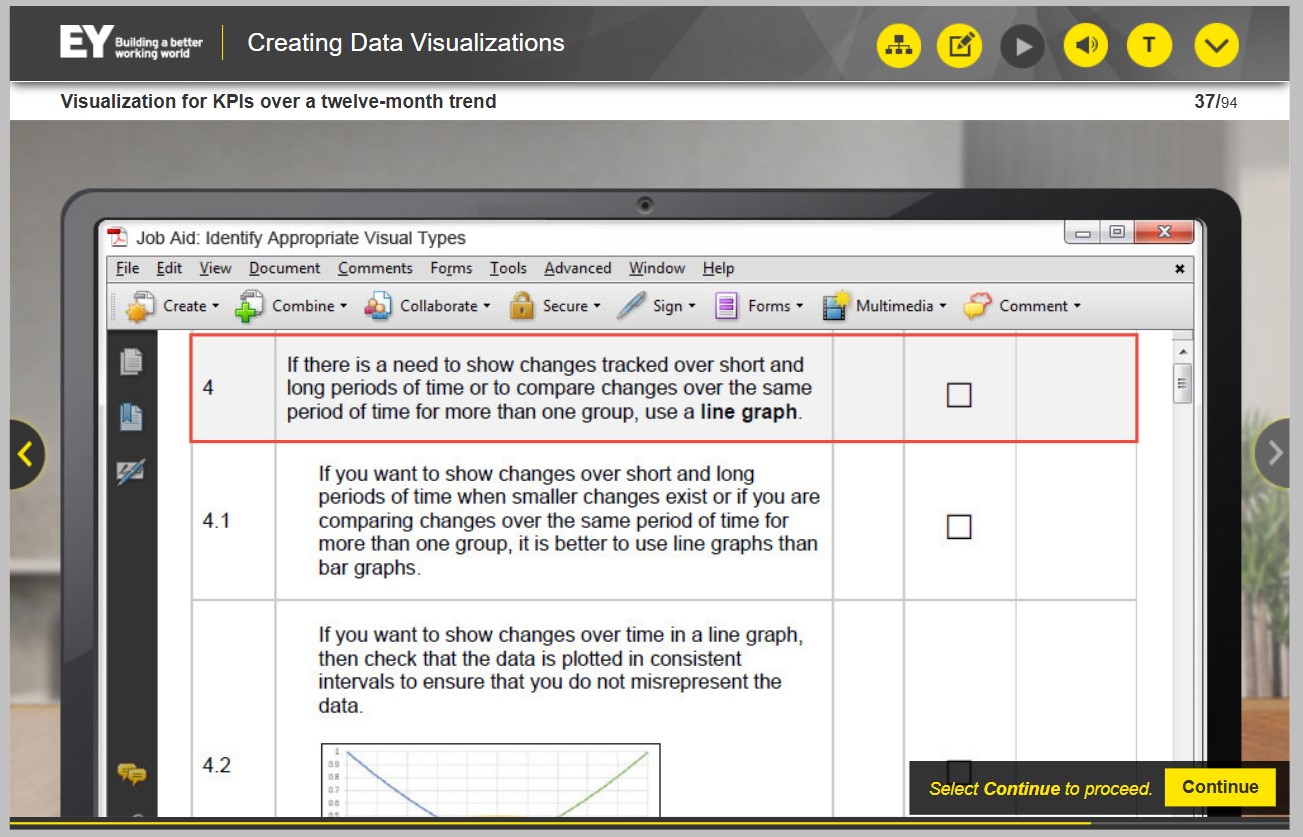 EY
Building a better
working world
Creating Data Visualizations
T
Visualization for KPIs over a twelve-month trend
37/94
Job Aid: Identify Appropriate Visual Types
File Edit View Document Comments Forms Tools Advanced Window Help
Create Combine Collaborate Secure Sign Forms Multimedia Comment
4
If there is a need to show changes tracked over short and
long periods of time or to compare changes over the same
period of time for more than one group, use a line graph.
4.1
If you want to show changes over short and long
periods of time when smaller changes exist or if you are
comparing changes over the same period of time for
more than one group, it is better to use line graphs than
bar graphs.
4.2
If you want to show changes over time in a line graph,
then check that the data is plotted in consistent
intervals to ensure that you do not misrepresent the
data.
1
0.9
0.8
0.7
0.6
0.5
Select Continue to proceed.
Continue